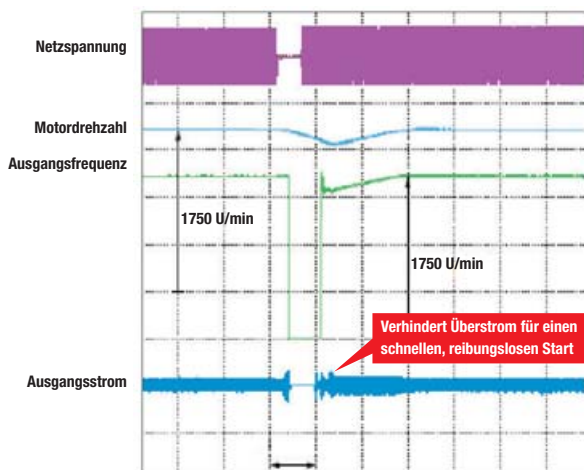 Netzspannung
Motordrehzahl
Ausgangsfrequenz
1750 U/min
1750 U/min
Verhindert Überstrom für einen
schnellen, reibungslosen Start
Ausgangsstrom